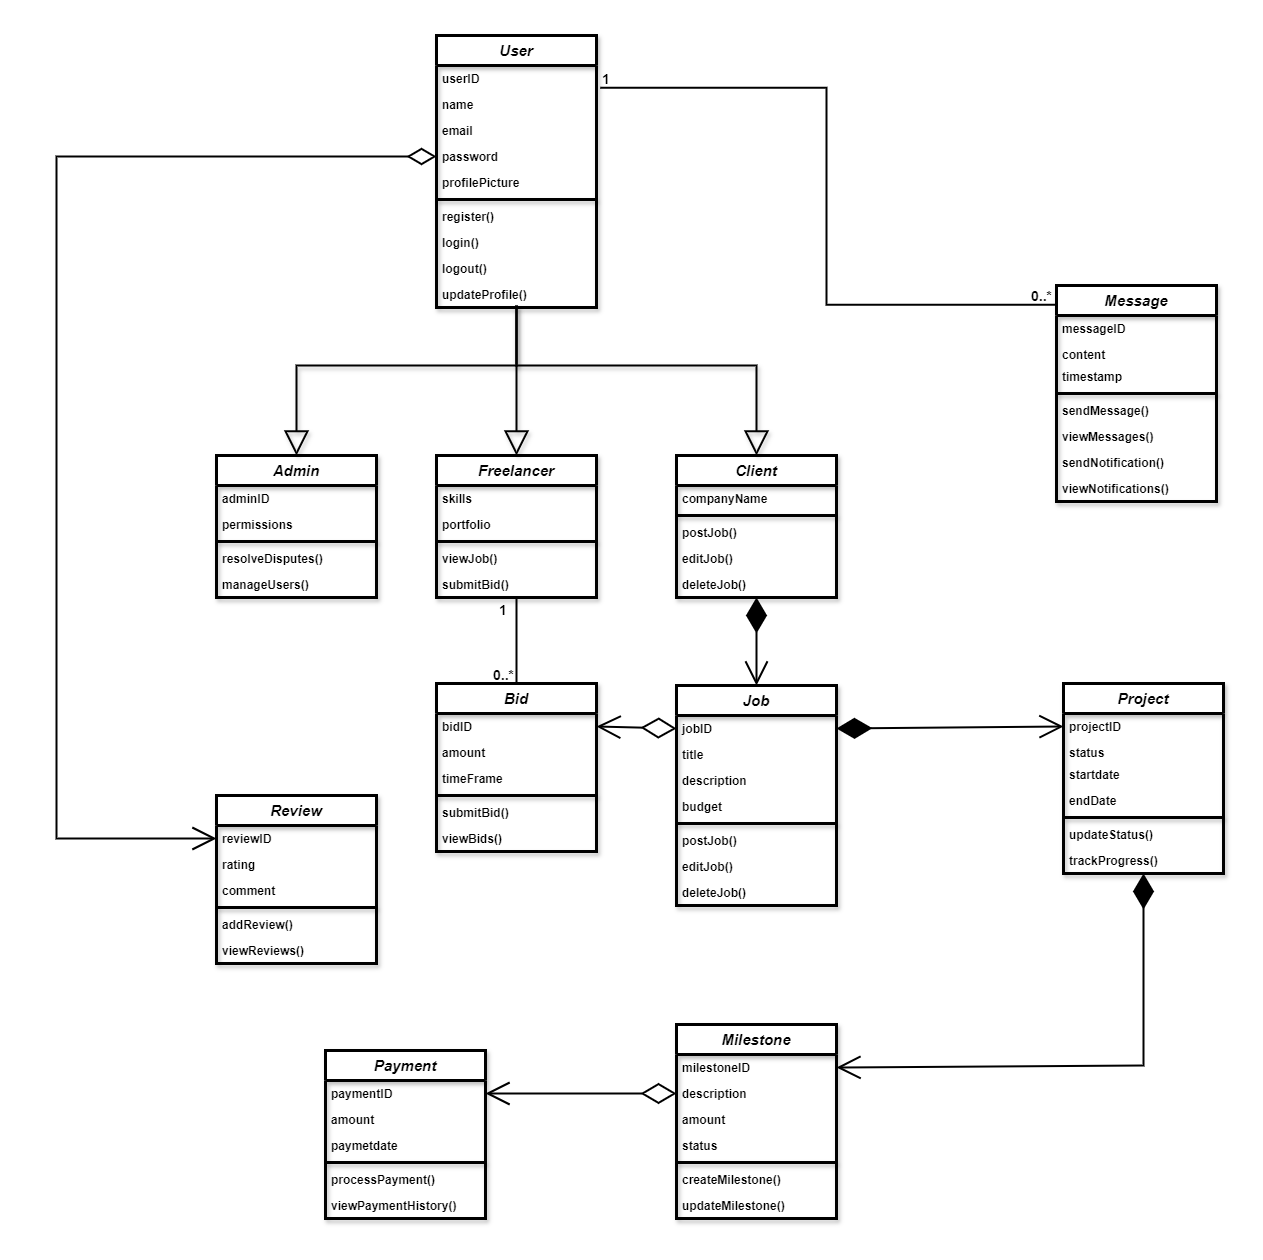 User
userID
name
email
password
profilePicture
register()
login()
logout()
updateProfile()
1
0..*
Message
messageID
content
timestamp
sendMessage()
viewMessages()
sendNotification()
viewNotifications()
Admin
adminID
permissions
resolveDisputes()
manageUsers()
Freelancer
skills
portfolio
viewJob()
submitBid()
Client
companyName
postJob()
editJob()
deleteJob()
1
0..*
Bid
bidID
amount
timeFrame
submitBid()
viewBids()
Job
jobID
title
description
budget
postJob()
editJob()
deleteJob()
Project
projectID
status
startdate
endDate
updateStatus()
trackProgress()
Review
reviewID
rating
comment
addReview()
viewReviews()
Payment
paymentID
amount
paymetdate
processPayment()
viewPaymentHistory()
Milestone
milestoneID
description
amount
status
createMilestone()
updateMilestone()